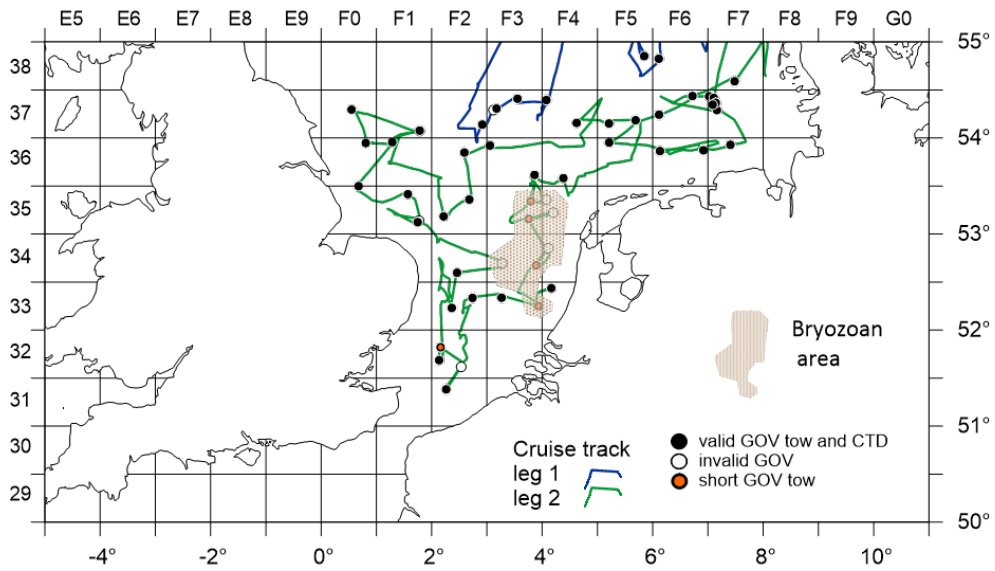 E5 E6 E7 E8 E9 F0 F1 F2 F3 F4 F5 F6 F7 F8 F9 G0
55°
38
37
54°
36
35
53°
34
33
52°
32
Bryozoan
area
31
51°
30
Cruise track
leg 1
leg 2
valid GOV tow and CTD
invalid GOV
short GOV tow
29
50°
-4° -2° 0° 2° 4° 6° 8° 10°